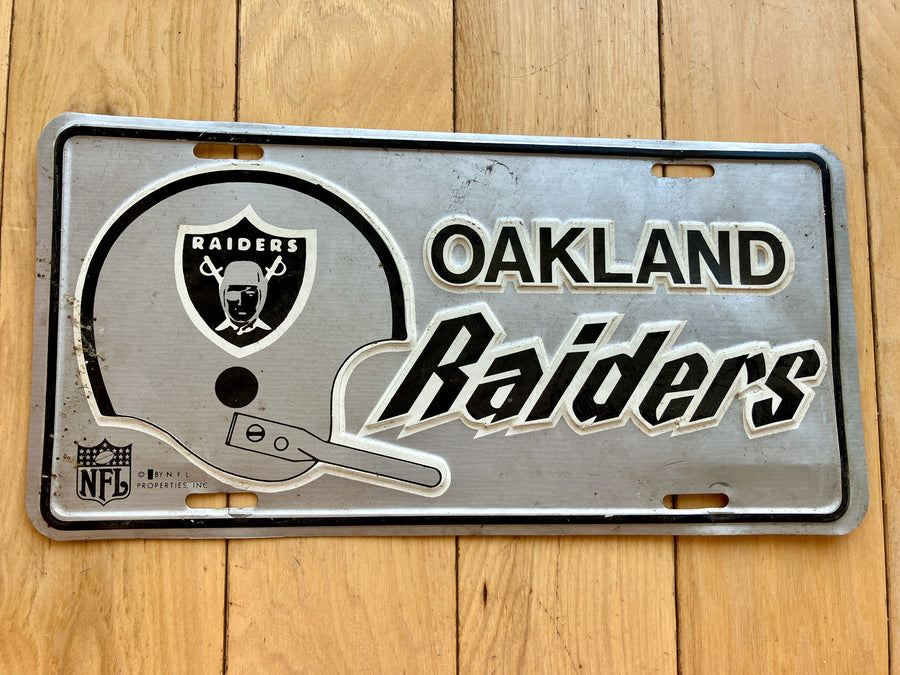 RAIDERS
OAKLAND
Raiders
NFL
© BY N. F. L
PROPERTIES, INC